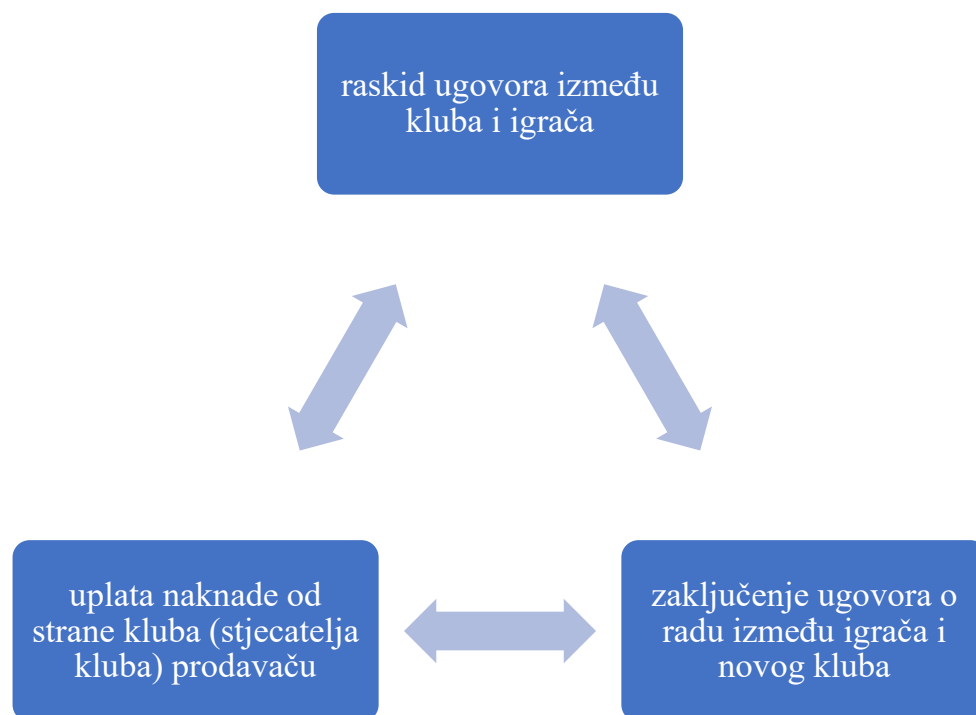 raskid ugovora između
kluba i igrača
uplata naknade od
strane kluba (stjecatelja
kluba) prodavaču
zaključenje ugovora o
radu između igrača i
novog kluba